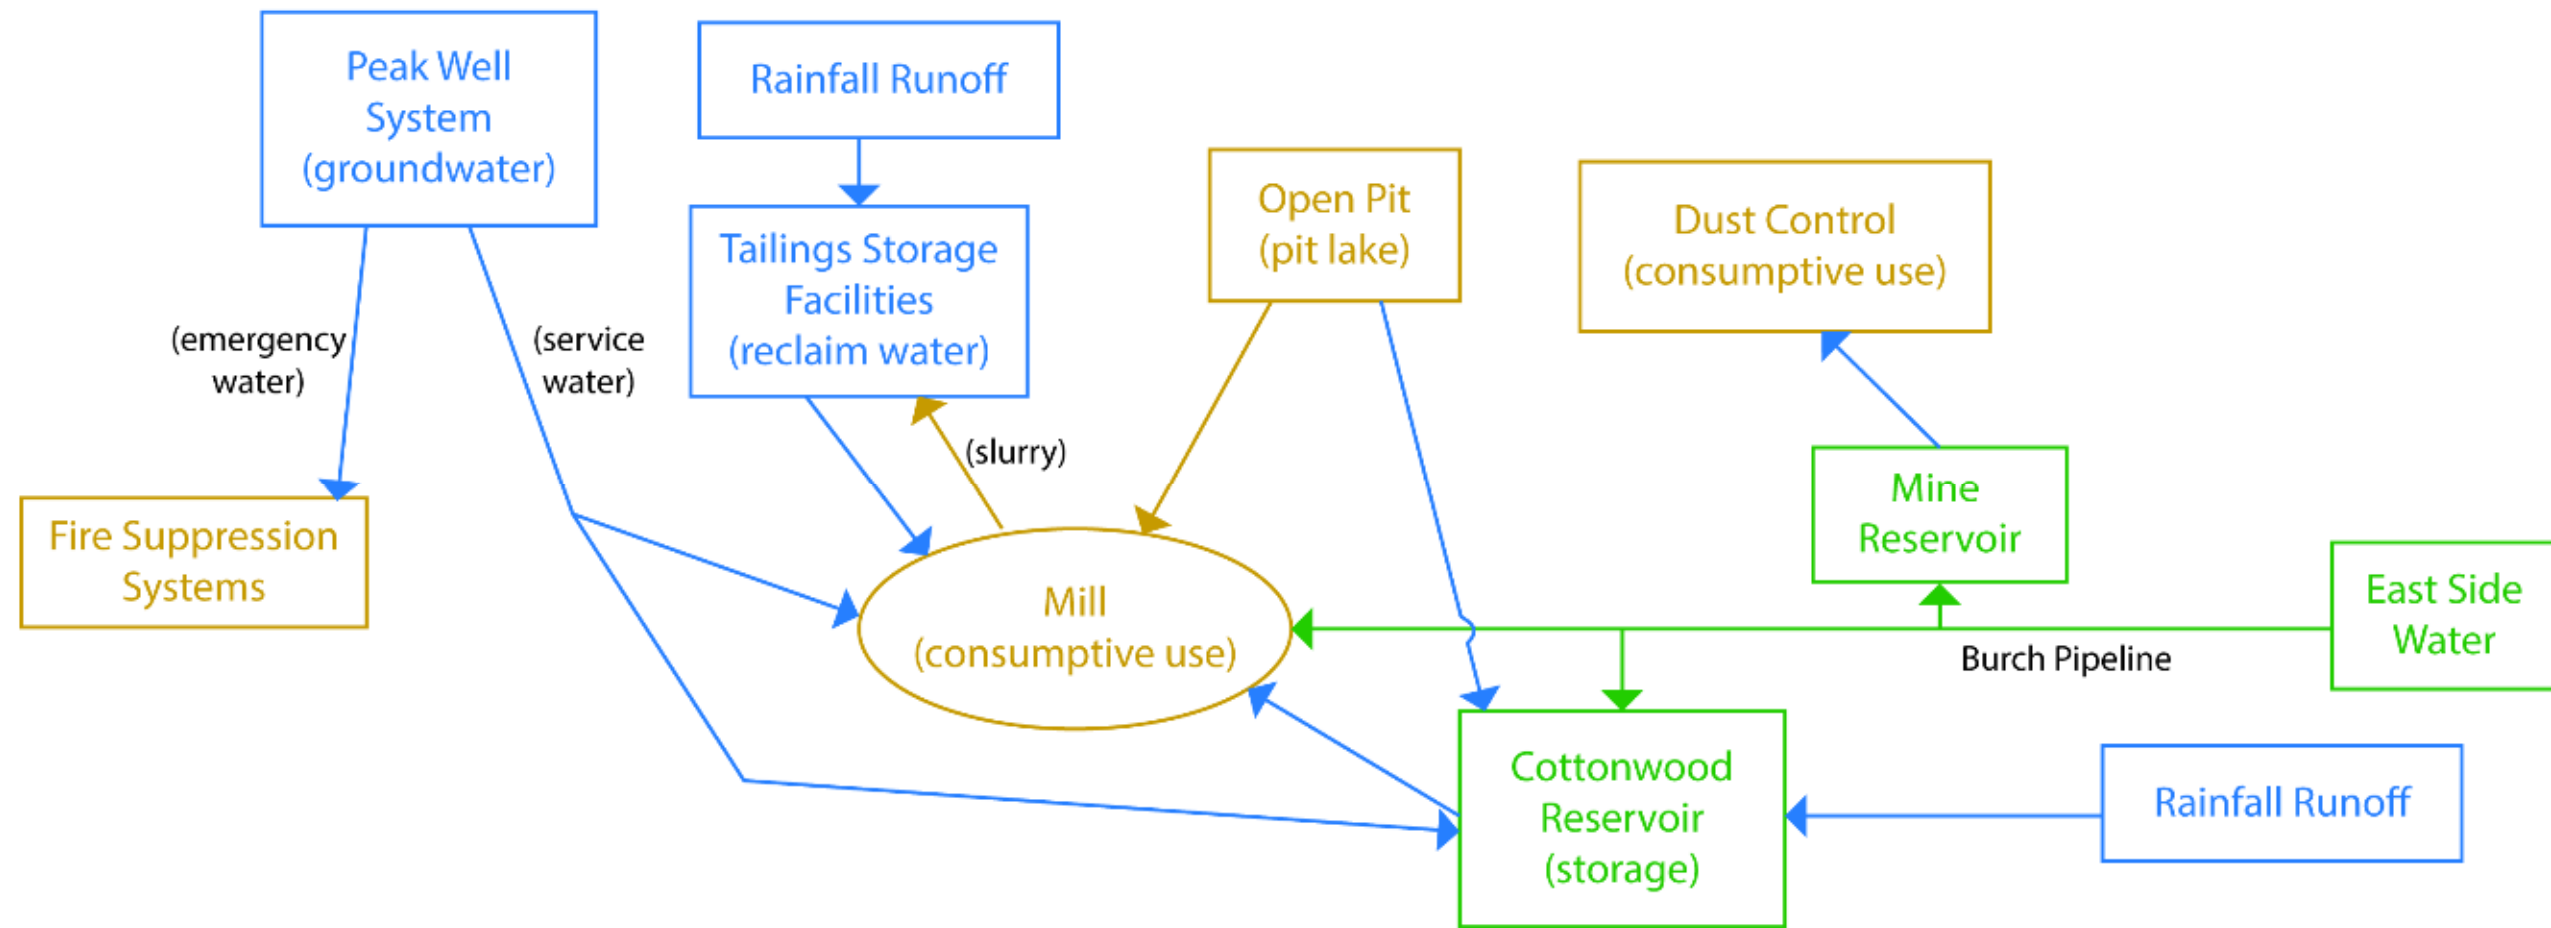 Peak Well
System
(groundwater)
Rainfall Runoff
Tailings Storage
Facilities
(reclaim water)
Open Pit
(pit lake)
Dust Control
(consumptive use)
(emergency
water)
(service
water)
(slurry)
Fire Suppression
Systems
Mill
(consumptive use)
Mine
Reservoir
East Side
Water
Burch Pipeline
Cottonwood
Reservoir
(storage)
Rainfall Runoff